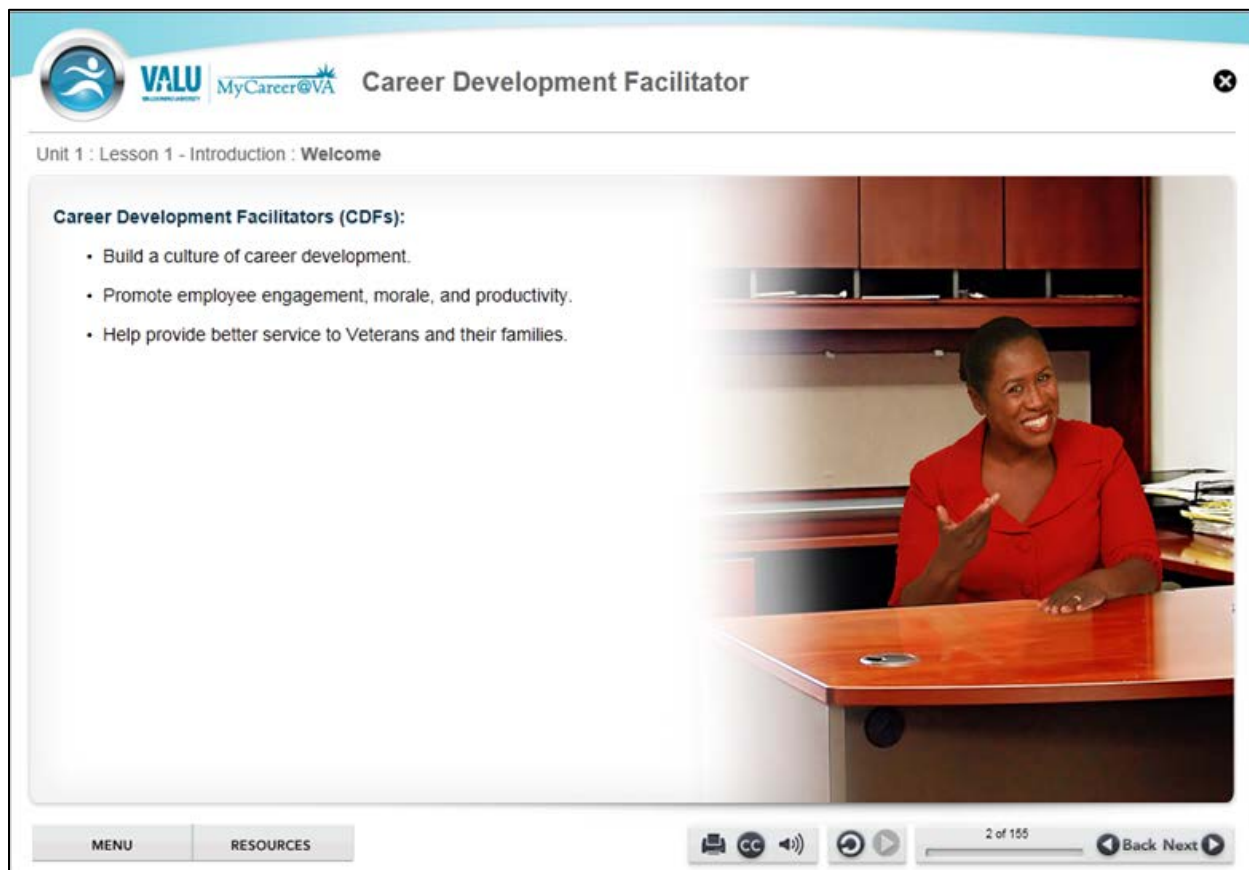 VALU
MyCareer@VA
Career Development Facilitator
Unit 1 : Lesson 1 - Introduction : Welcome
Career Development Facilitators (CDFs):
• Build a culture of career development.
• Promote employee engagement, morale, and productivity.
• Help provide better service to Veterans and their families.
MENU
RESOURCES
CC
2 of 155
Back Next